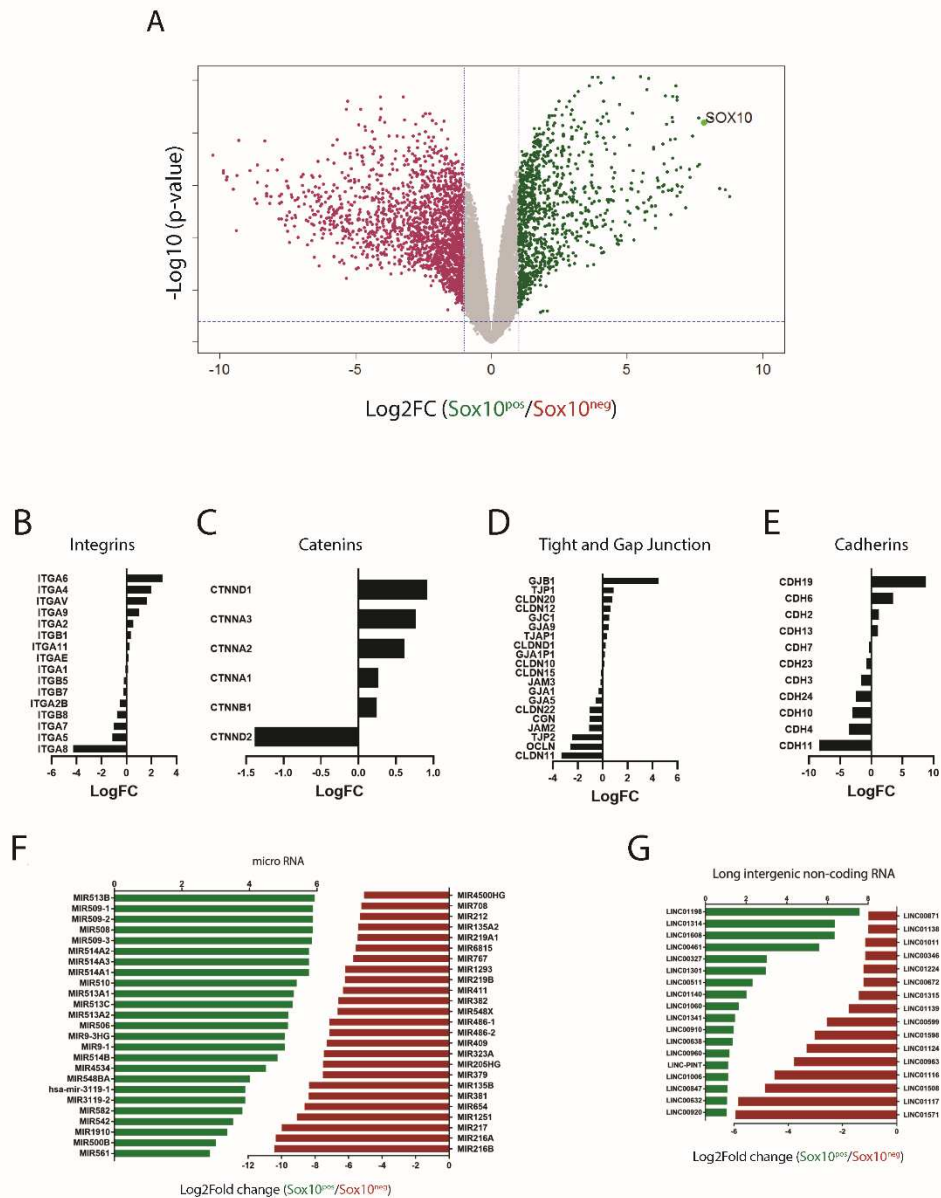 A
-Log10 (p-value)
SOX10
-10 -5 0 5 10
Log2FC (Sox10pos/Sox10neg)
B
Integrins
ITGA6
ITGA4
ITGAV
ITGA9
ITGA2
ITGB1
ITGA11
ITGAE
ITGA1
ITGB5
ITGB7
ITGA2B
ITGB8
ITGA7
ITGA5
ITGA8
-6 -4 -2 0 2 4
LogFC
C
Catenins
CTNND1
CTNNA3
CTNNA2
CTNNA1
CTNNB1
CTNND2
-1.5 -1.0 -0.5 0.0 0.5 1.0
LogFC
D
Tight and Gap Junction
GJB1
TJP1
CLDN20
CLDN12
GJC1
GJA9
TJAP1
CLDND1
GJA1P1
CLDN10
CLDN15
JAM3
GJA1
GJA5
CLDN22
CGN
JAM2
TJP2
OCLN
CLDN11
-4 -2 0 2 4 6
LogFC
E
Cadherins
CDH19
CDH6
CDH2
CDH13
CDH7
CDH23
CDH3
CDH24
CDH10
CDH4
CDH11
-10 -5 0 5 10
LogFC
F
micro RNA
0 2 4 6
MIR513B
MIR509-1
MIR509-2
MIR508
MIR509-3
MIR514A2
MIR514A3
MIR514A1
MIR510
MIR513A1
MIR513C
MIR513A2
MIR506
MIR9-3HG
MIR9-1
MIR514B
MIR4534
MIR548BA
hsa-mir-3119-1
MIR3119-2
MIR582
MIR542
MIR1910
MIR500B
MIR561
MIR4500HG
MIR708
MIR212
MIR135A2
MIR219A1
MIR6815
MIR767
MIR1293
MIR219B
MIR411
MIR382
MIR548X
MIR486-1
MIR486-2
MIR409
MIR323A
MIR205HG
MIR379
MIR135B
MIR381
MIR654
MIR1251
MIR217
MIR216A
MIR216B
-12 -10 -8 -6 -4 -2 0
Log2Fold change (Sox10pos/Sox10neg)
G
Long intergenic non-coding RNA
0 2 4 6 8
LINC01198
LINC01314
LINC01608
LINC00461
LINC00327
LINC01301
LINC00511
LINC01140
LINC01060
LINC01341
LINC00910
LINC00638
LINC00960
LINC-PINT
LINC01006
LINC00847
LINC00632
LINC00920
LINC00871
LINC01138
LINC01011
LINC00346
LINC01224
LINC00672
LINC01315
LINC01139
LINC00599
LINC01598
LINC01124
LINC00963
LINC01116
LINC01508
LINC01117
LINC01571
-6 -4 -2 0
Log2Fold change (Sox10pos/Sox10neg)